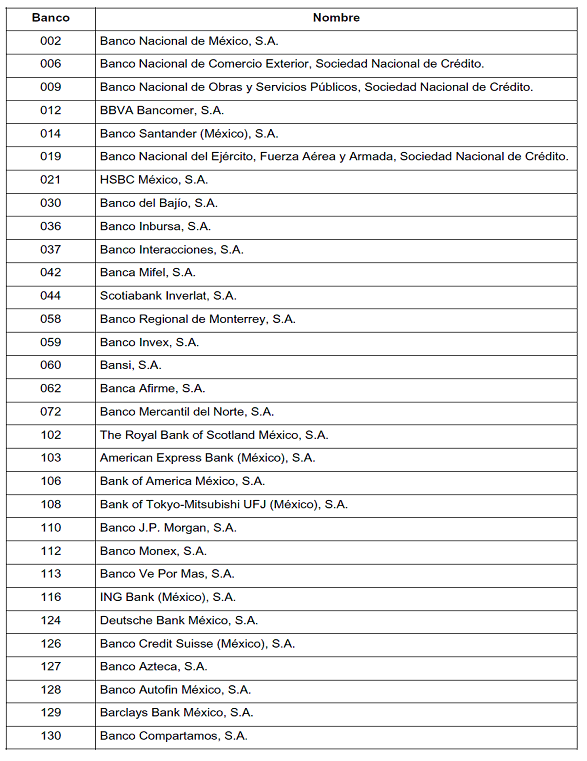 Banco Nombre
002 Banco Nacional de México, S.A.
006 Banco Nacional de Comercio Exterior, Sociedad Nacional de Crédito.
009 Banco Nacional de Obras y Servicios Públicos, Sociedad Nacional de Crédito.
012 BBVA Bancomer, S.A.
014 Banco Santander (México), S.A.
019 Banco Nacional del Ejército, Fuerza Aérea y Armada, Sociedad Nacional de Crédito.
021 HSBC México, S.A.
030 Banco del Bajío, S.A.
036 Banco Inbursa, S.A.
037 Banco Interacciones, S.A.
042 Banca Mifel, S.A.
044 Scotiabank Inverlat, S.A.
058 Banco Regional de Monterrey, S.A.
059 Banco Invex, S.A.
060 Bansi, S.A.
062 Banca Afirme, S.A.
072 Banco Mercantil del Norte, S.A.
102 The Royal Bank of Scotland México, S.A.
103 American Express Bank (México), S.A.
106 Bank of America México, S.A.
108 Bank of Tokyo-Mitsubishi UFJ (México), S.A.
110 Banco J.P. Morgan, S.A.
112 Banco Monex, S.A.
113 Banco Ve Por Mas, S.A.
116 ING Bank (México), S.A.
124 Deutsche Bank México, S.A.
126 Banco Credit Suisse (México), S.A.
127 Banco Azteca, S.A.
128 Banco Autofin México, S.A.
129 Barclays Bank México, S.A.
130 Banco Compartamos, S.A.